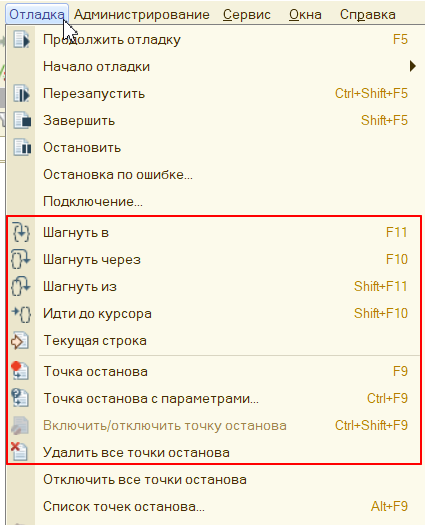 Отладка Администрирование Сервис Окна Справка
Продолжить отладку F5
Начало отладки
Перезапустить Ctrl+Shift+F5
Завершить Shift+F5
Остановить
Остановка по ошибке...
Подключение...
Шагнуть в F11
Шагнуть через F10
Шагнуть из Shift+F11
Идти до курсора Shift+F10
Текущая строка
Точка останова F9
Точка останова с параметрами... Ctrl+F9
Включить/отключить точку останова Ctrl+Shift+F9
Удалить все точки останова
Отключить все точки останова
Список точек останова... Alt+F9